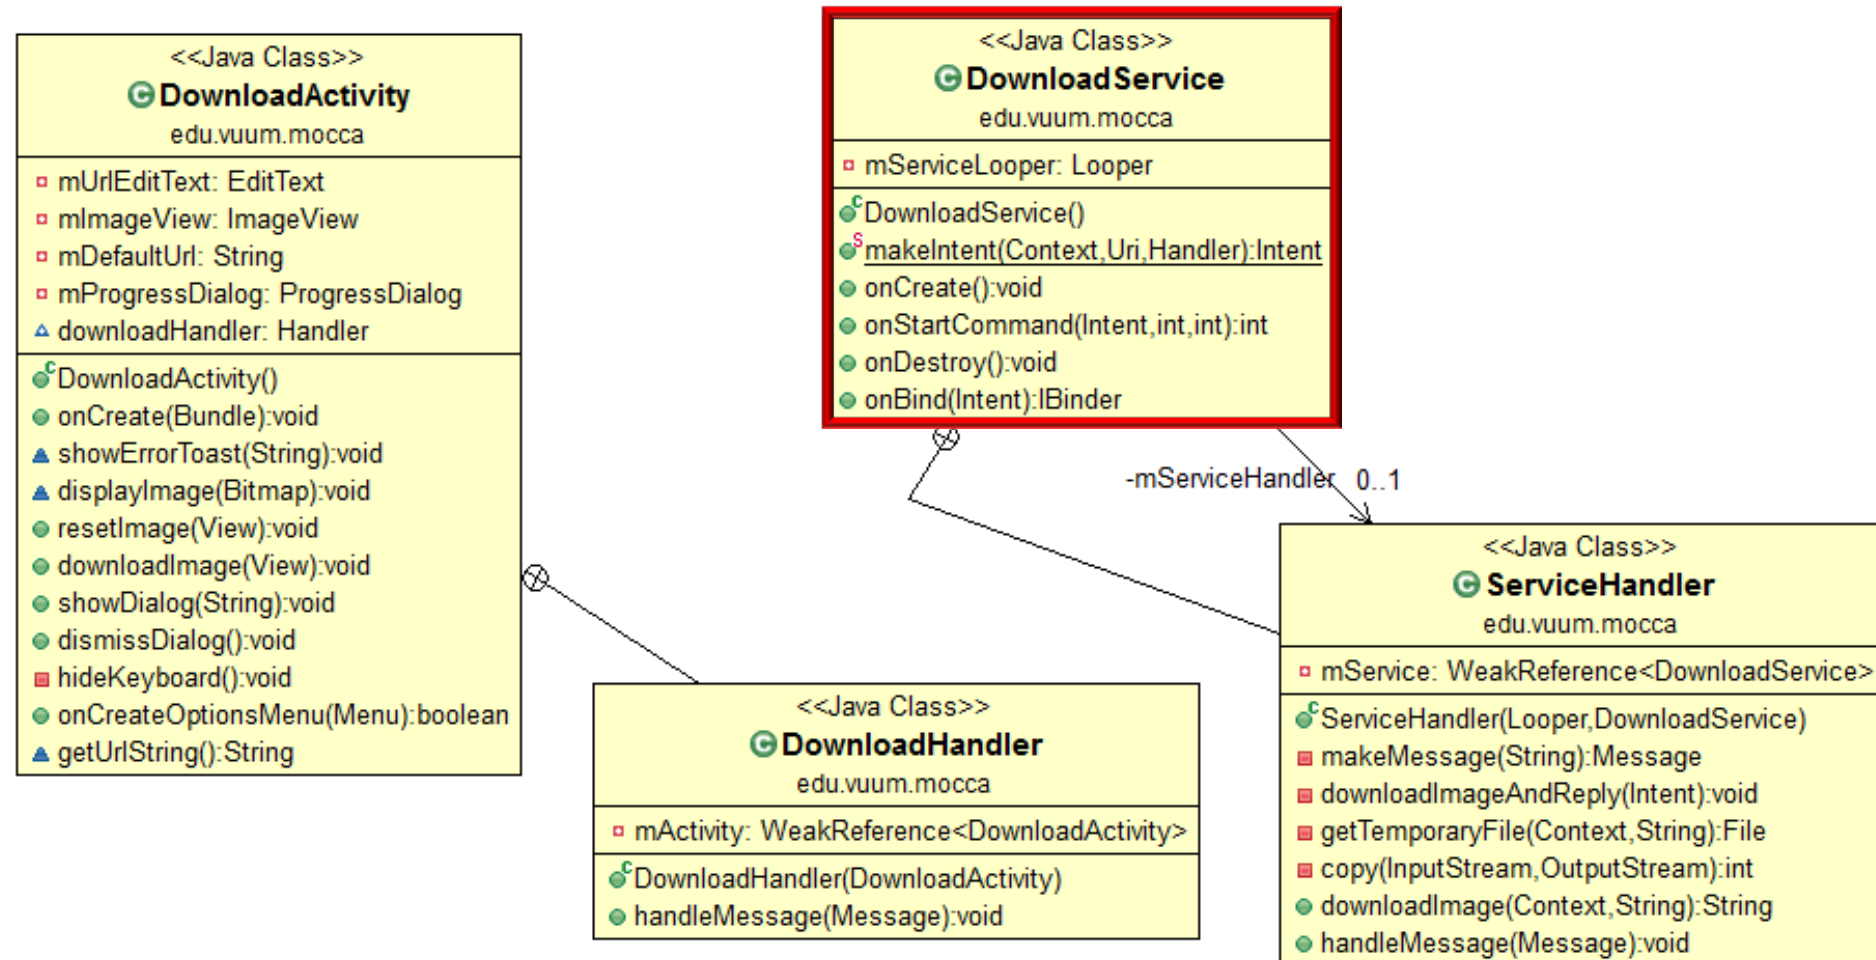 <<Java Class>>
DownloadActivity
edu.vuum.mocca
mUrlEditText: EditText
mImageView: ImageView
mDefaultUrl: String
mProgressDialog: ProgressDialog
downloadHandler: Handler
DownloadActivity()
onCreate(Bundle):void
showErrorToast(String):void
displayImage(Bitmap):void
resetImage(View):void
downloadImage(View):void
showDialog(String):void
dismissDialog():void
hideKeyboard():void
onCreateOptionsMenu(Menu):boolean
getUrlString():String
<<Java Class>>
DownloadService
edu.vuum.mocca
mServiceLooper: Looper
DownloadService()
makeIntent(Context,Uri,Handler):Intent
onCreate():void
onStartCommand(Intent,int,int):int
onDestroy():void
onBind(Intent):IBinder
-mServiceHandler 0..1
<<Java Class>>
DownloadHandler
edu.vuum.mocca
mActivity: WeakReference<DownloadActivity>
DownloadHandler(DownloadActivity)
handleMessage(Message):void
<<Java Class>>
ServiceHandler
edu.vuum.mocca
mService: WeakReference<DownloadService>
ServiceHandler(Looper,DownloadService)
makeMessage(String):Message
downloadImageAndReply(Intent):void
getTemporaryFile(Context,String):File
copy(InputStream,OutputStream):int
downloadImage(Context,String):String
handleMessage(Message):void